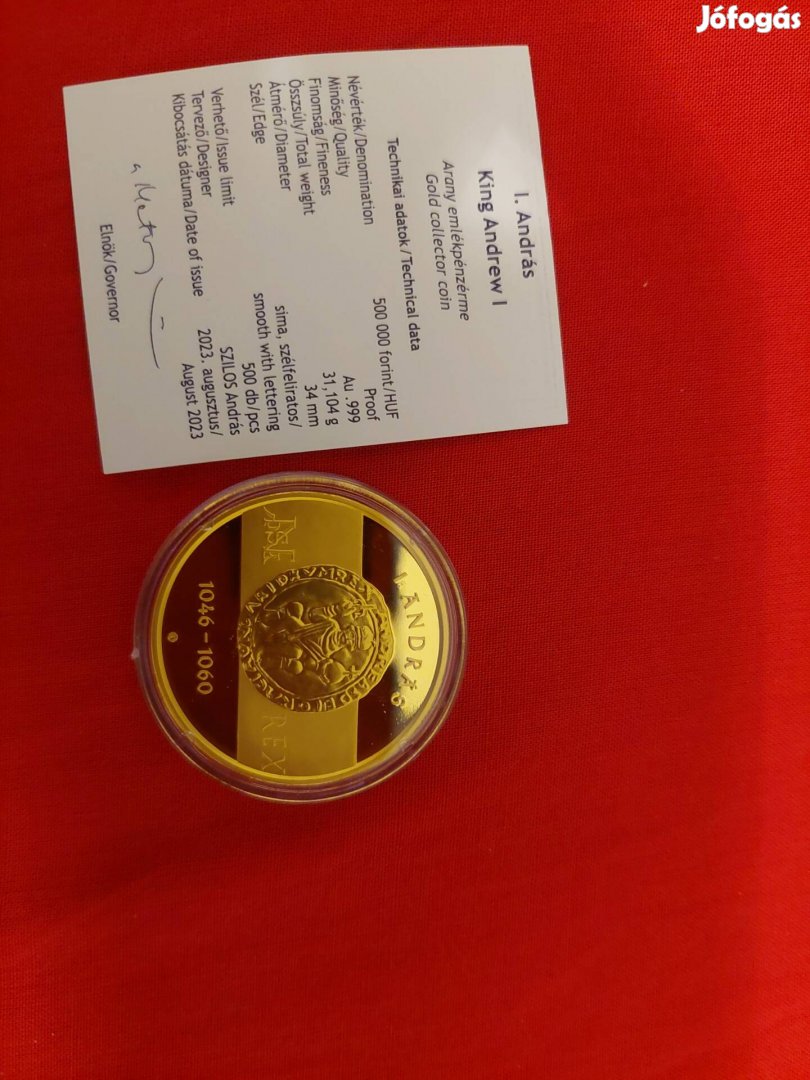 Jófogás
I. András
King Andrew I
Arany emlékpénzérme
Gold collector coin
Technikai adatok/Technical data
Névérték/Denomination 500 000 forint/HUF
Minőség/Quality Proof
Finomság/Fineness Au .999
Összsúly/Total weight 31,104 g
Átmérő/Diameter 34 mm
Szél/Edge sima, szélfeliratos/
smooth with lettering
Verhető/Issue limit 500 db/pcs
Tervező/Designer SZILOS András
Kibocsátás dátuma/Date of issue 2023. augusztus/
August 2023
Elnök/Governor
I. ANDRÁS
REX
1046–1060